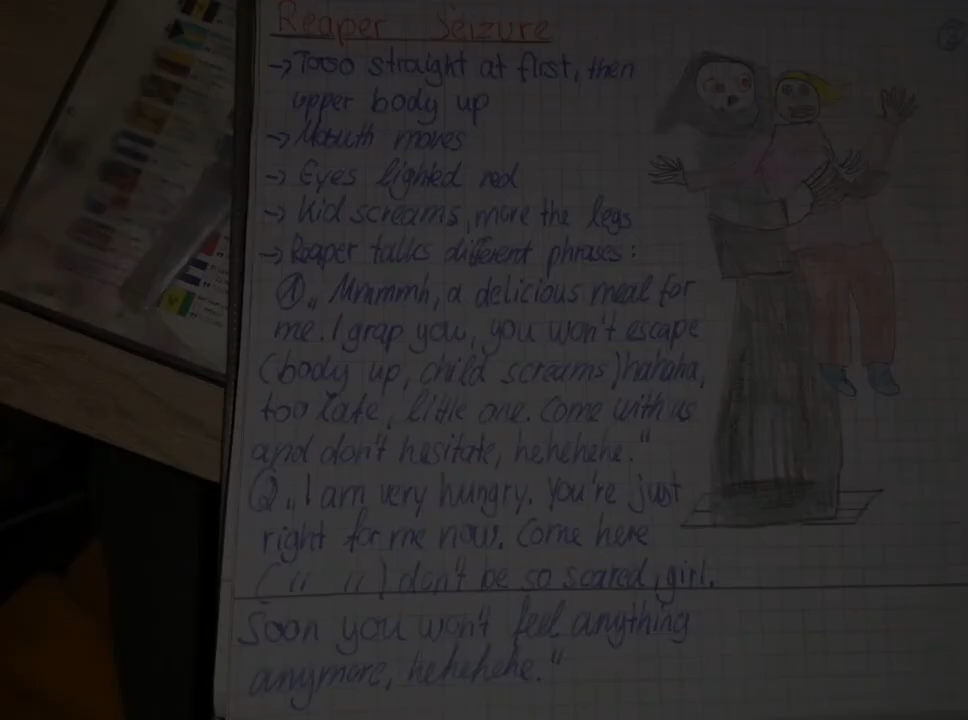 Reaper Seizure
-> Torso straight at first, then
upper body up
-> Mouth moves
-> Eyes lighted red
-> Kid screams, move the legs
-> Reaper talks different phrases:
① „Mmmmh, a delicious meal for
me. I grap you, you won't escape
(body up, child screams) hahaha,
too late, little one. Come with us
and don't hesitate, hehehehe."
② „I am very hungry. You're just
right for me now. Come here
( " " ) don't be so scared, girl.
Soon you won't feel anything
anymore, hehehehe."